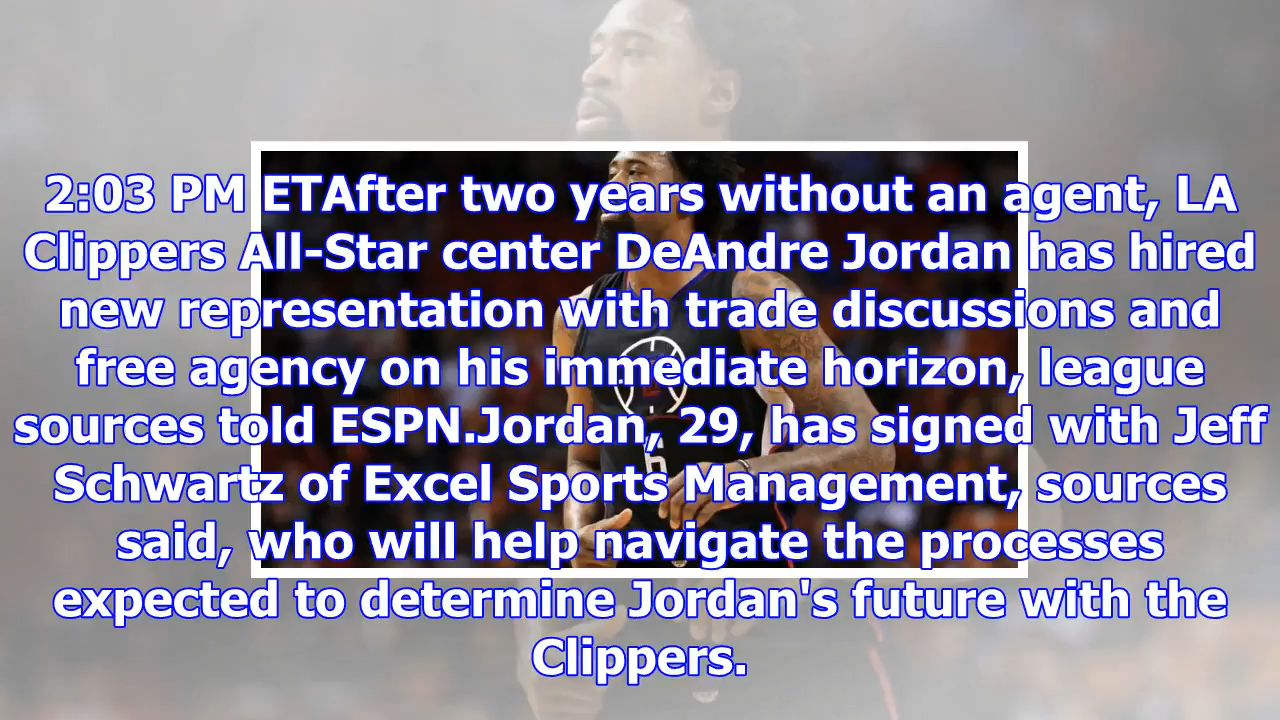 2:03 PM ETAfter two years without an agent, LA
Clippers All-Star center DeAndre Jordan has hired
new representation with trade discussions and
free agency on his immediate horizon, league
sources told ESPN.Jordan, 29, has signed with Jeff
Schwartz of Excel Sports Management, sources
said, who will help navigate the processes
expected to determine Jordan's future with the
Clippers.
6